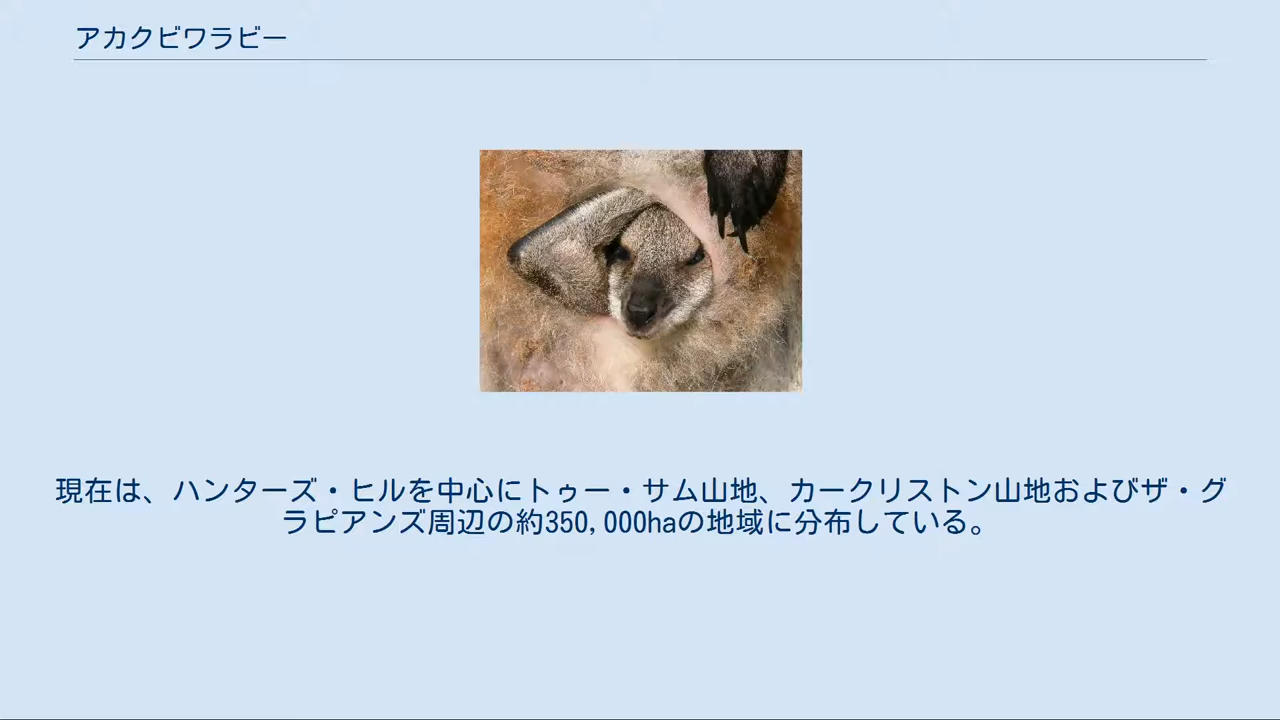 アカクビワラビー
現在は、ハンターズ・ヒルを中心にトゥー・サム山地、カークリストン山地およびザ・グ
ラピアンズ周辺の約350,000haの地域に分布している。